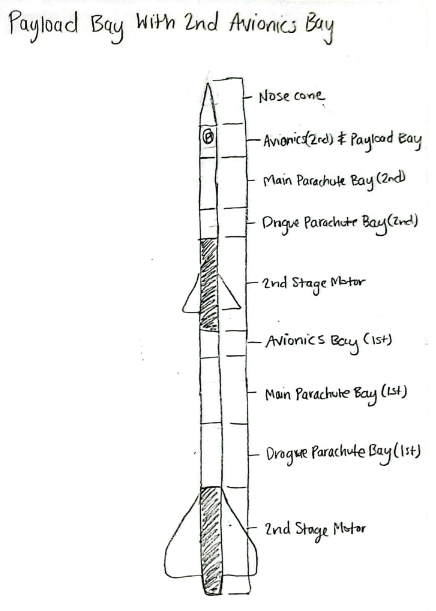 Payload Bay With 2nd Avionics Bay
Nose cone
Avionics(2nd) & Payload Bay
Main Parachute Bay (2nd)
Drogue Parachute Bay (2nd)
2nd Stage Motor
Avionics Bay (1st)
Main Parachute Bay (1st)
Drogue Parachute Bay (1st)
2nd Stage Motor